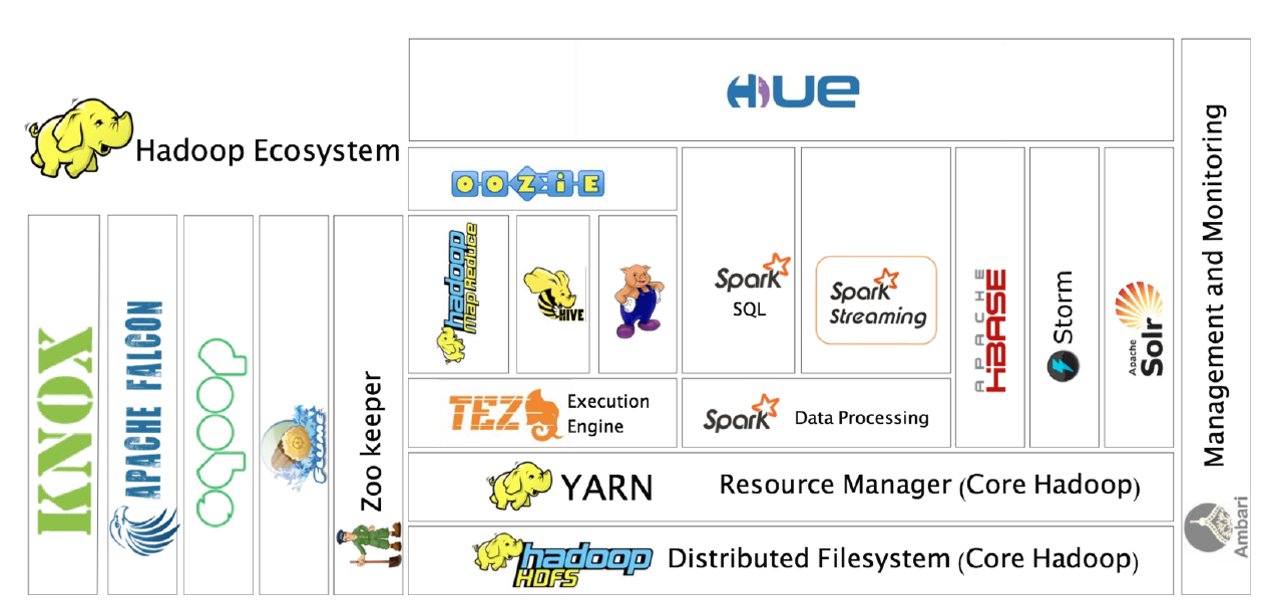 HUE
Hadoop Ecosystem
OOZiE
KNOX
APACHE FALCON
sqoop
FLUME
Zoo keeper
hadoop
Map Reduce
HIVE
Spark
SQL
Spark
Streaming
APACHE
HBASE
Storm
Apache
Solr
Management and Monitoring
Ambari
TEZ
Execution
Engine
Spark
Data Processing
YARN
Resource Manager (Core Hadoop)
hadoop
HDFS
Distributed Filesystem (Core Hadoop)